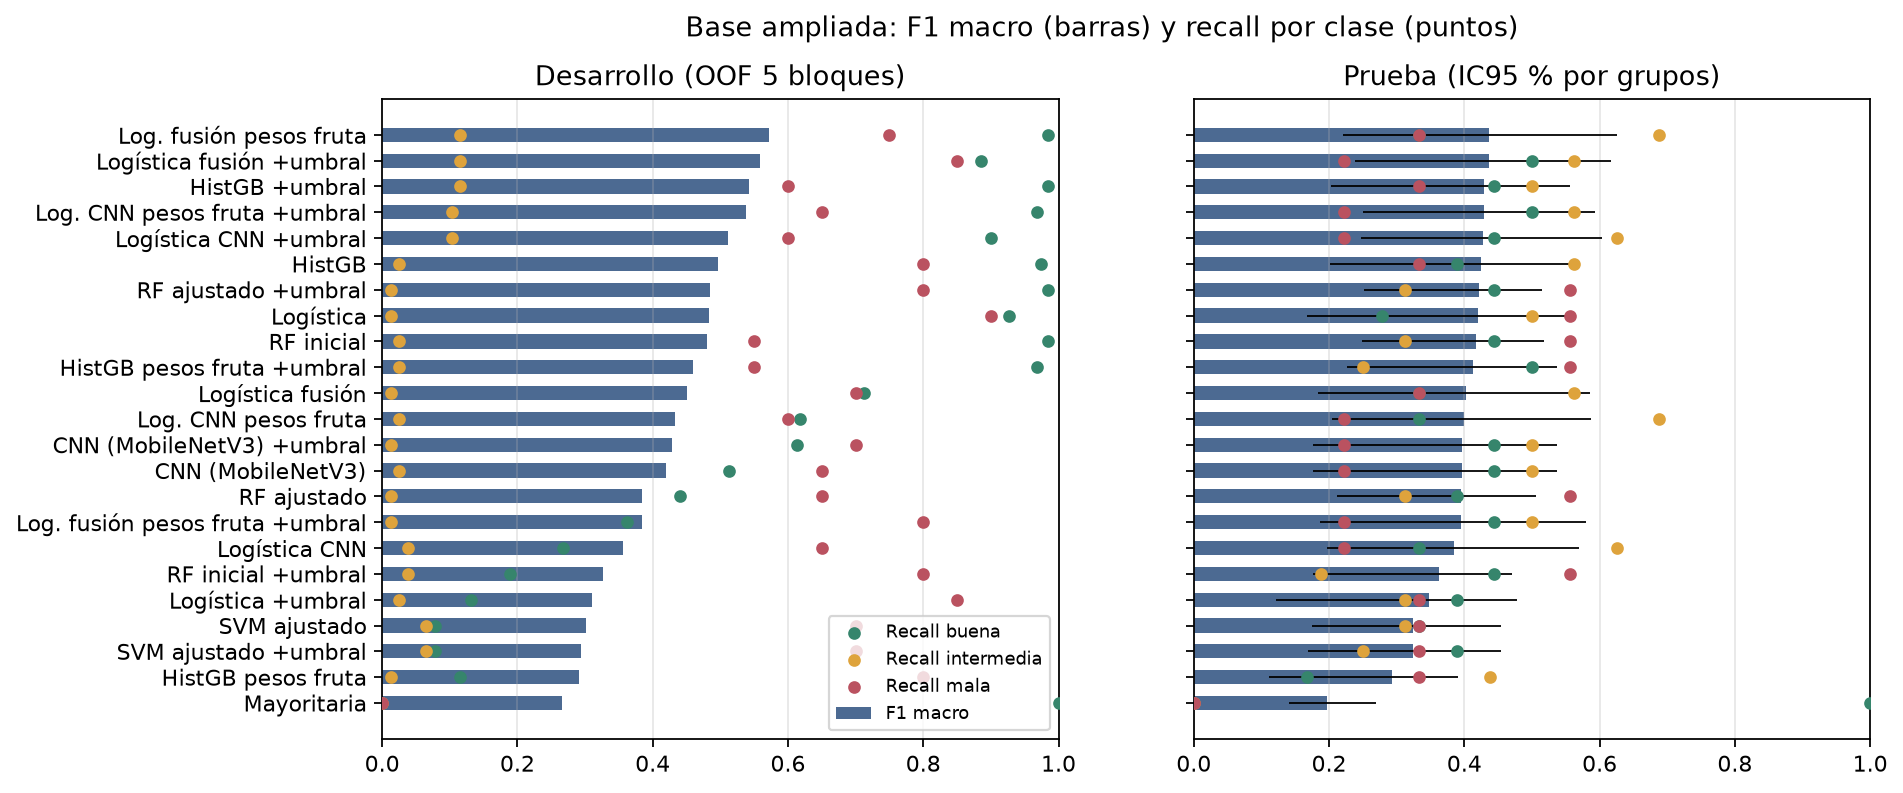 Base ampliada: F1 macro (barras) y recall por clase (puntos)
Desarrollo (OOF 5 bloques)
Prueba (IC95 % por grupos)
Log. fusión pesos fruta
Logística fusión +umbral
HistGB +umbral
Log. CNN pesos fruta +umbral
Logística CNN +umbral
HistGB
RF ajustado +umbral
Logística
RF inicial
HistGB pesos fruta +umbral
Logística fusión
Log. CNN pesos fruta
CNN (MobileNetV3) +umbral
CNN (MobileNetV3)
RF ajustado
Log. fusión pesos fruta +umbral
Logística CNN
RF inicial +umbral
Logística +umbral
SVM ajustado
SVM ajustado +umbral
HistGB pesos fruta
Mayoritaria
Recall buena
Recall intermedia
Recall mala
F1 macro
0.0 0.2 0.4 0.6 0.8 1.0
0.0 0.2 0.4 0.6 0.8 1.0